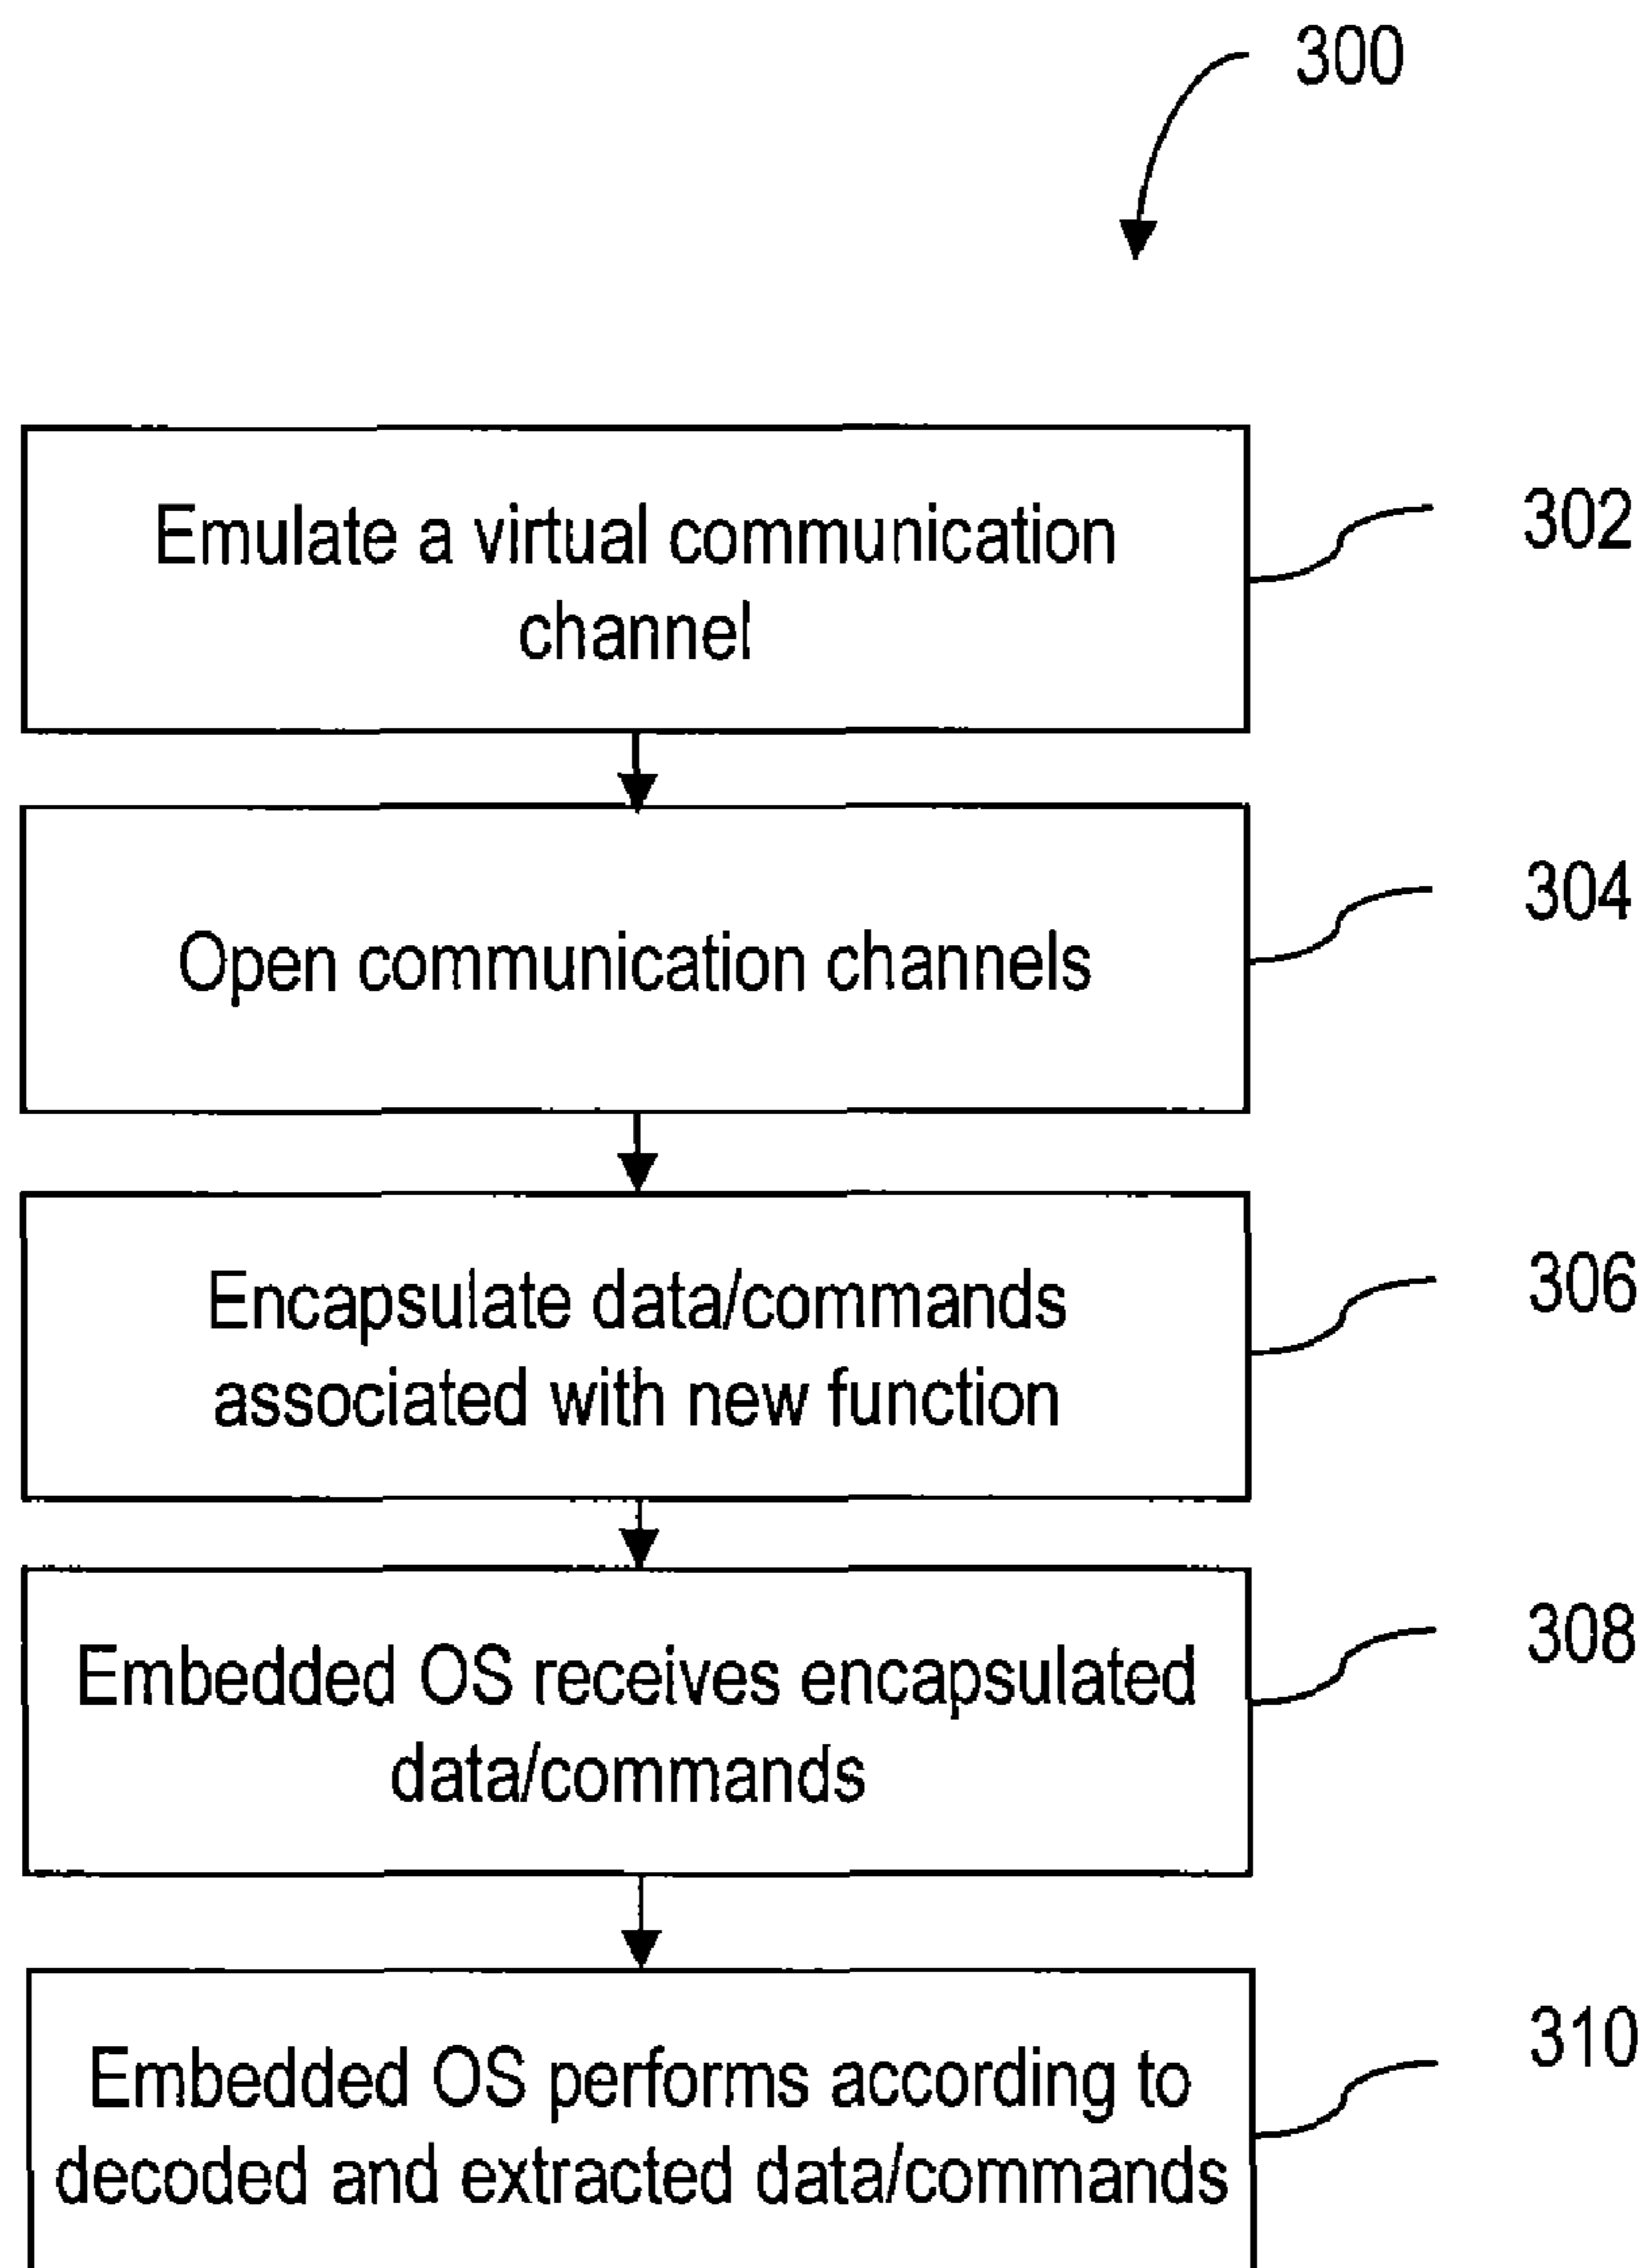 300
Emulate a virtual communication
channel
302
Open communication channels
304
Encapsulate data/commands
associated with new function
306
Embedded OS receives encapsulated
data/commands
308
Embedded OS performs according to
decoded and extracted data/commands
310